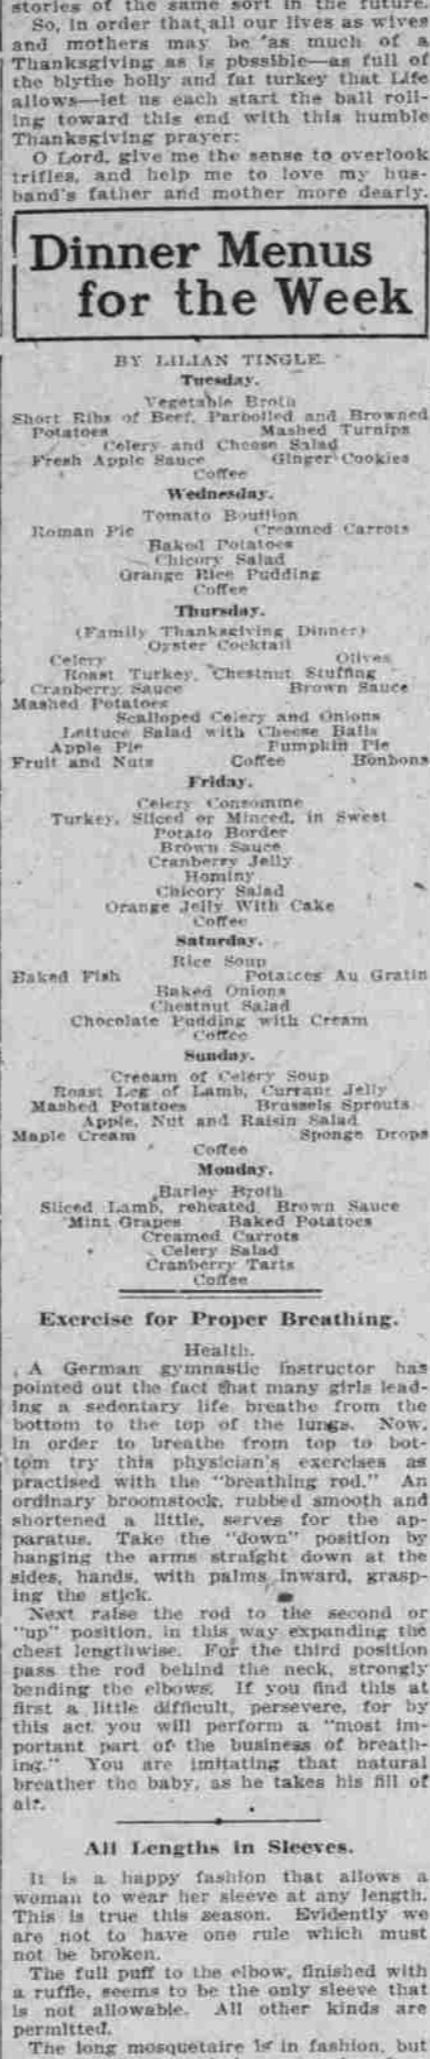 stories of the same sort in the future.
So, in order that all our lives as wives
and mothers may be as much of a
Thanksgiving as is possible—as full of
the blythe holly and fat turkey that Life
allows—let us each start the ball roll-
ing toward this end with this humble
Thanksgiving prayer:
O Lord, give me the sense to overlook
trifles, and help me to love my hus-
band's father and mother more dearly.
Dinner Menus
for the Week
BY LILIAN TINGLE.
Tuesday.
Vegetable Broth
Short Ribs of Beef, Parboiled and Browned
Potatoes Mashed Turnips
Celery and Cheese Salad
Fresh Apple Sauce Ginger Cookies
Coffee
Wednesday.
Tomato Bouillon
Roman Pie Creamed Carrots
Baked Potatoes
Chicory Salad
Orange Rice Pudding
Coffee
Thursday.
(Family Thanksgiving Dinner)
Oyster Cocktail
Celery Olives
Roast Turkey, Chestnut Stuffing
Cranberry Sauce Brown Sauce
Mashed Potatoes
Scalloped Celery and Onions
Lettuce Salad with Cheese Balls
Apple Pie Pumpkin Pie
Fruit and Nuts Coffee Bonbons
Friday.
Celery Consomme
Turkey, Sliced or Minced, in Sweet
Potato Border
Brown Sauce
Cranberry Jelly
Hominy
Chicory Salad
Orange Jelly With Cake
Coffee
Saturday.
Rice Soup
Baked Fish Potatoes Au Gratin
Baked Onions
Chestnut Salad
Chocolate Pudding with Cream
Coffee
Sunday.
Creeam of Celery Soup
Roast Leg of Lamb, Currant Jelly
Mashed Potatoes Brussels Sprouts
Apple, Nut and Raisin Salad
Maple Cream Sponge Drops
Coffee
Monday.
Barley Broth
Sliced Lamb, reheated Brown Sauce
Mint Grapes Baked Potatoes
Creamed Carrots
Celery Salad
Cranberry Tarts
Coffee
Exercise for Proper Breathing.
Health.
A German gymnastic instructor has
pointed out the fact that many girls lead-
ing a sedentary life breathe from the
bottom to the top of the lungs. Now,
in order to breathe from top to bot-
tom try this physician's exercises as
practised with the "breathing rod." An
ordinary broomstock, rubbed smooth and
shortened a little, serves for the ap-
paratus. Take the "down" position by
hanging the arms straight down at the
sides, hands, with palms inward, grasp-
ing the stick.
Next raise the rod to the second or
"up" position, in this way expanding the
chest lengthwise. For the third position
pass the rod behind the neck, strongly
bending the elbows. If you find this at
first a little difficult, persevere, for by
this act you will perform a "most im-
portant part of the business of breath-
ing." You are imitating that natural
breather the baby, as he takes his fill of
air.
All Lengths in Sleeves.
It is a happy fashion that allows a
woman to wear her sleeve at any length.
This is true this season. Evidently we
are not to have one rule which must
not be broken.
The full puff to the elbow, finished with
a ruffle, seems to be the only sleeve that
is not allowable. All other kinds are
permitted.
The long mosquetaire is in fashion, but